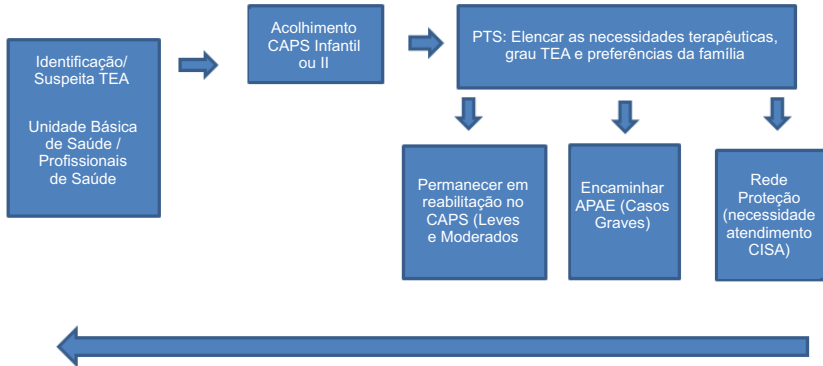 Identificação/
Suspeita TEA
Unidade Básica
de Saúde /
Profissionais
de Saúde
Acolhimento
CAPS Infantil
ou II
PTS: Elencar as necessidades terapêuticas,
grau TEA e preferências da família
Permanecer em
reabilitação no
CAPS (Leves
e Moderados
Encaminhar
APAE (Casos
Graves)
Rede
Proteção
(necessidade
atendimento
CISA)